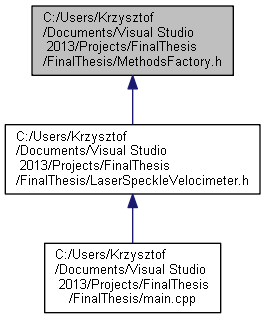 C:/Users/Krzysztof
/Documents/Visual Studio
2013/Projects/FinalThesis
/FinalThesis/MethodsFactory.h
C:/Users/Krzysztof
/Documents/Visual Studio
2013/Projects/FinalThesis
/FinalThesis/LaserSpeckleVelocimeter.h
C:/Users/Krzysztof
/Documents/Visual Studio
2013/Projects/FinalThesis
/FinalThesis/main.cpp